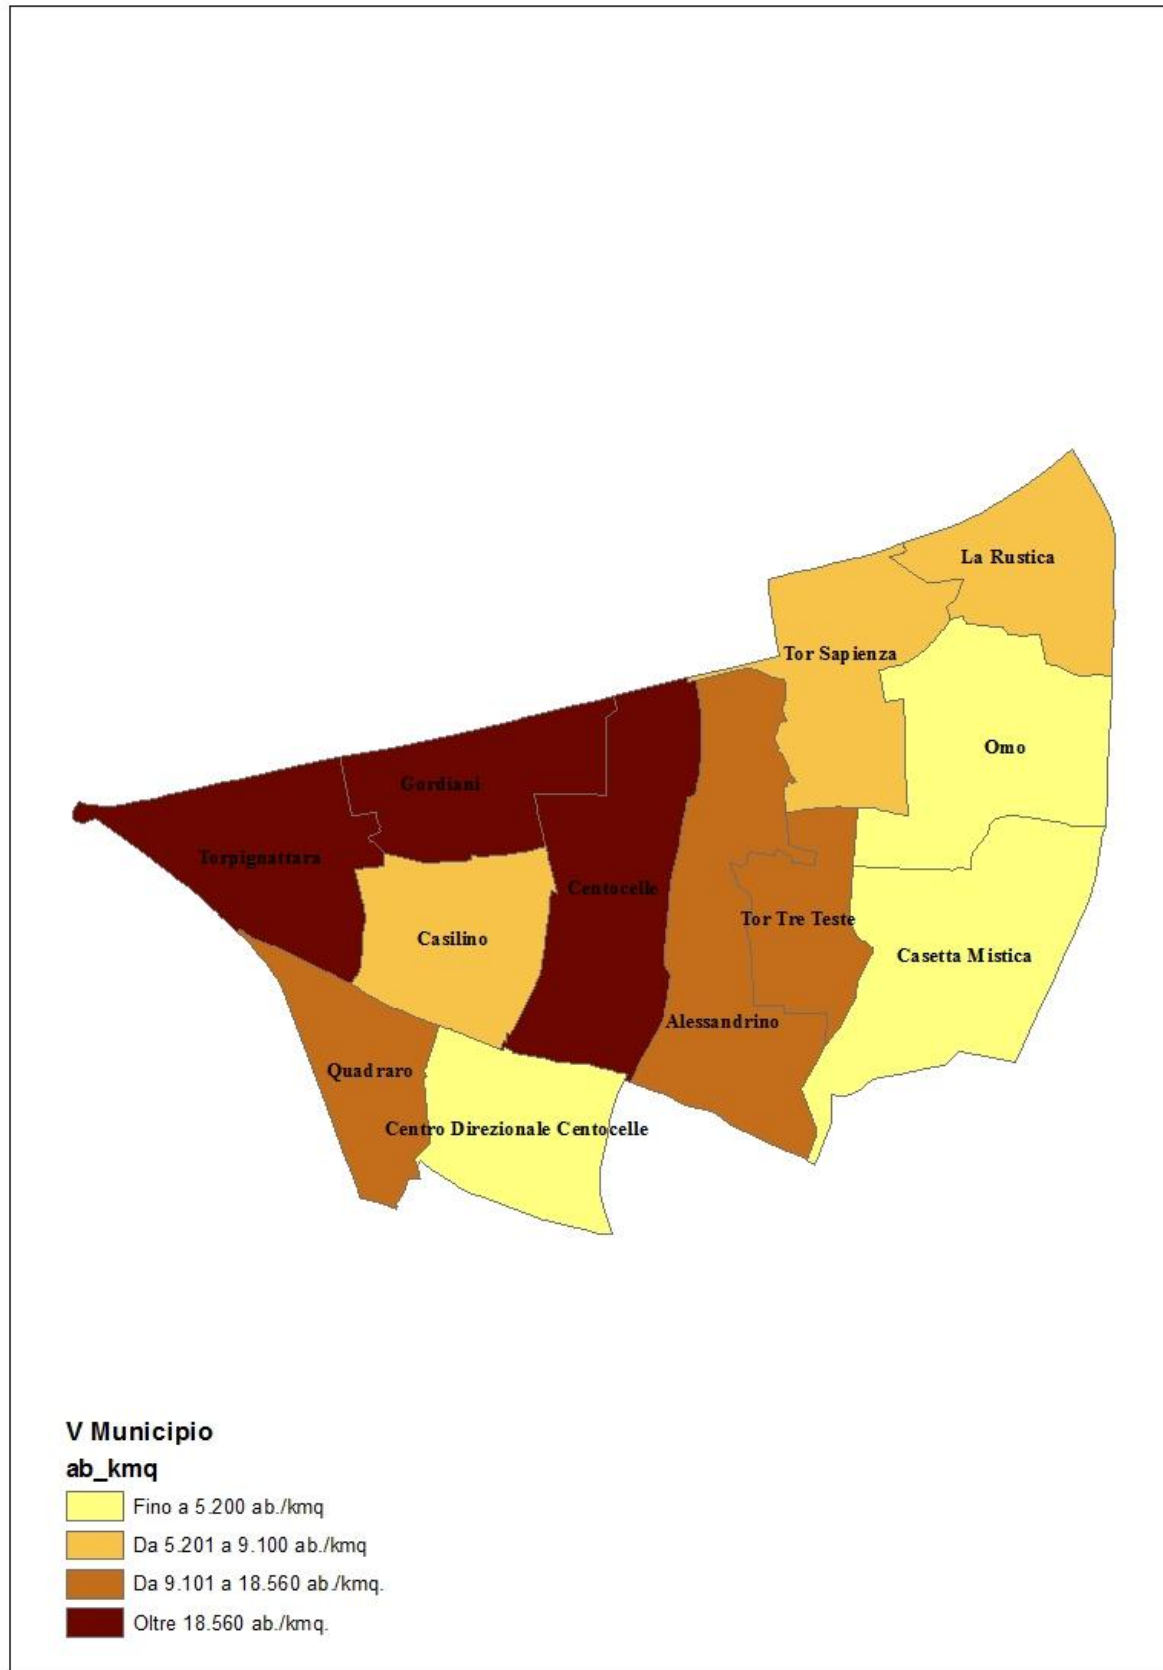 La Rustica
Tor Sapienza
Omo
Gordiani
Torpignattara
Centocelle
Tor Tre Teste
Casilino
Casetta Mistica
Alessandrino
Quadraro
Centro Direzionale Centocelle
V Municipio
ab_kmq
Fino a 5.200 ab./kmq
Da 5.201 a 9.100 ab./kmq
Da 9.101 a 18.560 ab./kmq.
Oltre 18.560 ab./kmq.